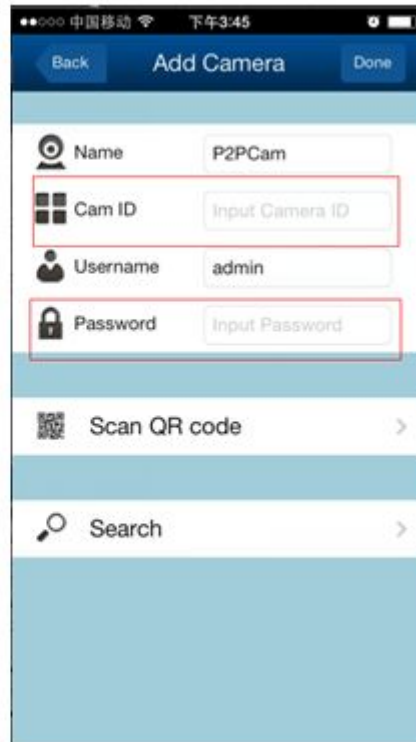 中国移动 下午3:45
Back Add Camera Done
Name P2PCam
Cam ID Input Camera ID
Username admin
Password Input Password
Scan QR code
Search